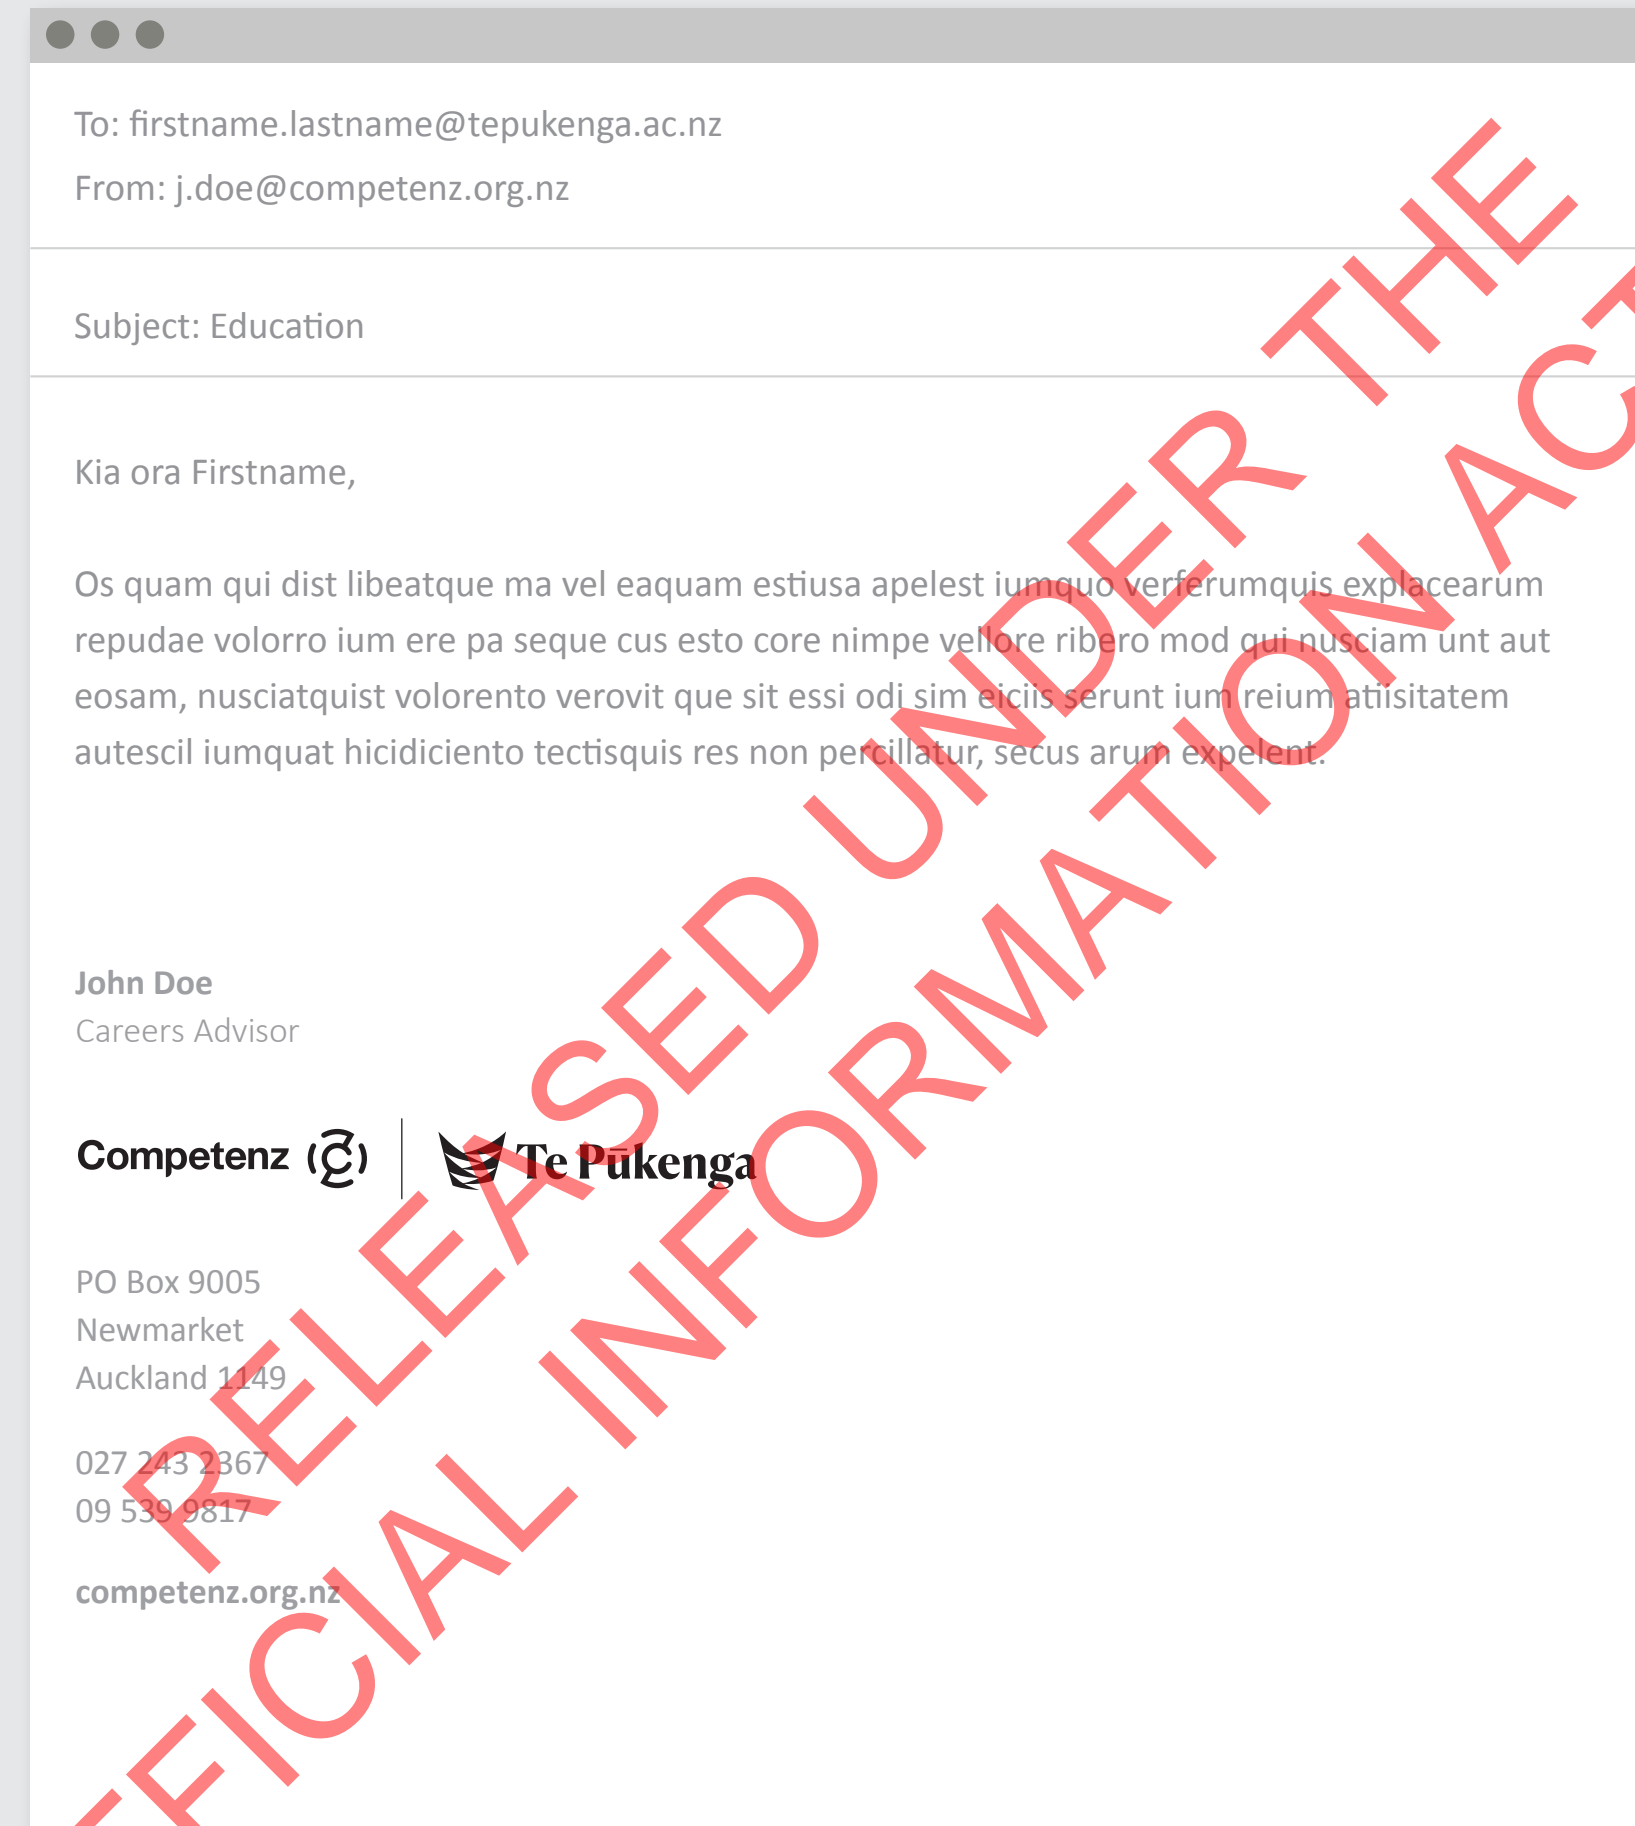 To: firstname.lastname@tepukenga.ac.nz
From: j.doe@competenz.org.nz
Subject: Education
Kia ora Firstname,
Os quam qui dist libeatque ma vel eaquam estiusa apelest iumquo verferumquis explacearum
repudae volorro ium ere pa seque cus esto core nimpe vellore ribero mod qui nusciam unt aut
eosam, nusciatquist volorento verovit que sit essi odi sim eiciis serunt ium reium atiisitatem
autescil iumquat hicidiciento tectisquis res non percillatur, secus arum expelent.
John Doe
Careers Advisor
Competenz
Te Pūkenga
PO Box 9005
Newmarket
Auckland 1149
027 243 2367
09 539 9817
competenz.org.nz
RELEASED UNDER THE
OFFICIAL INFORMATION ACT